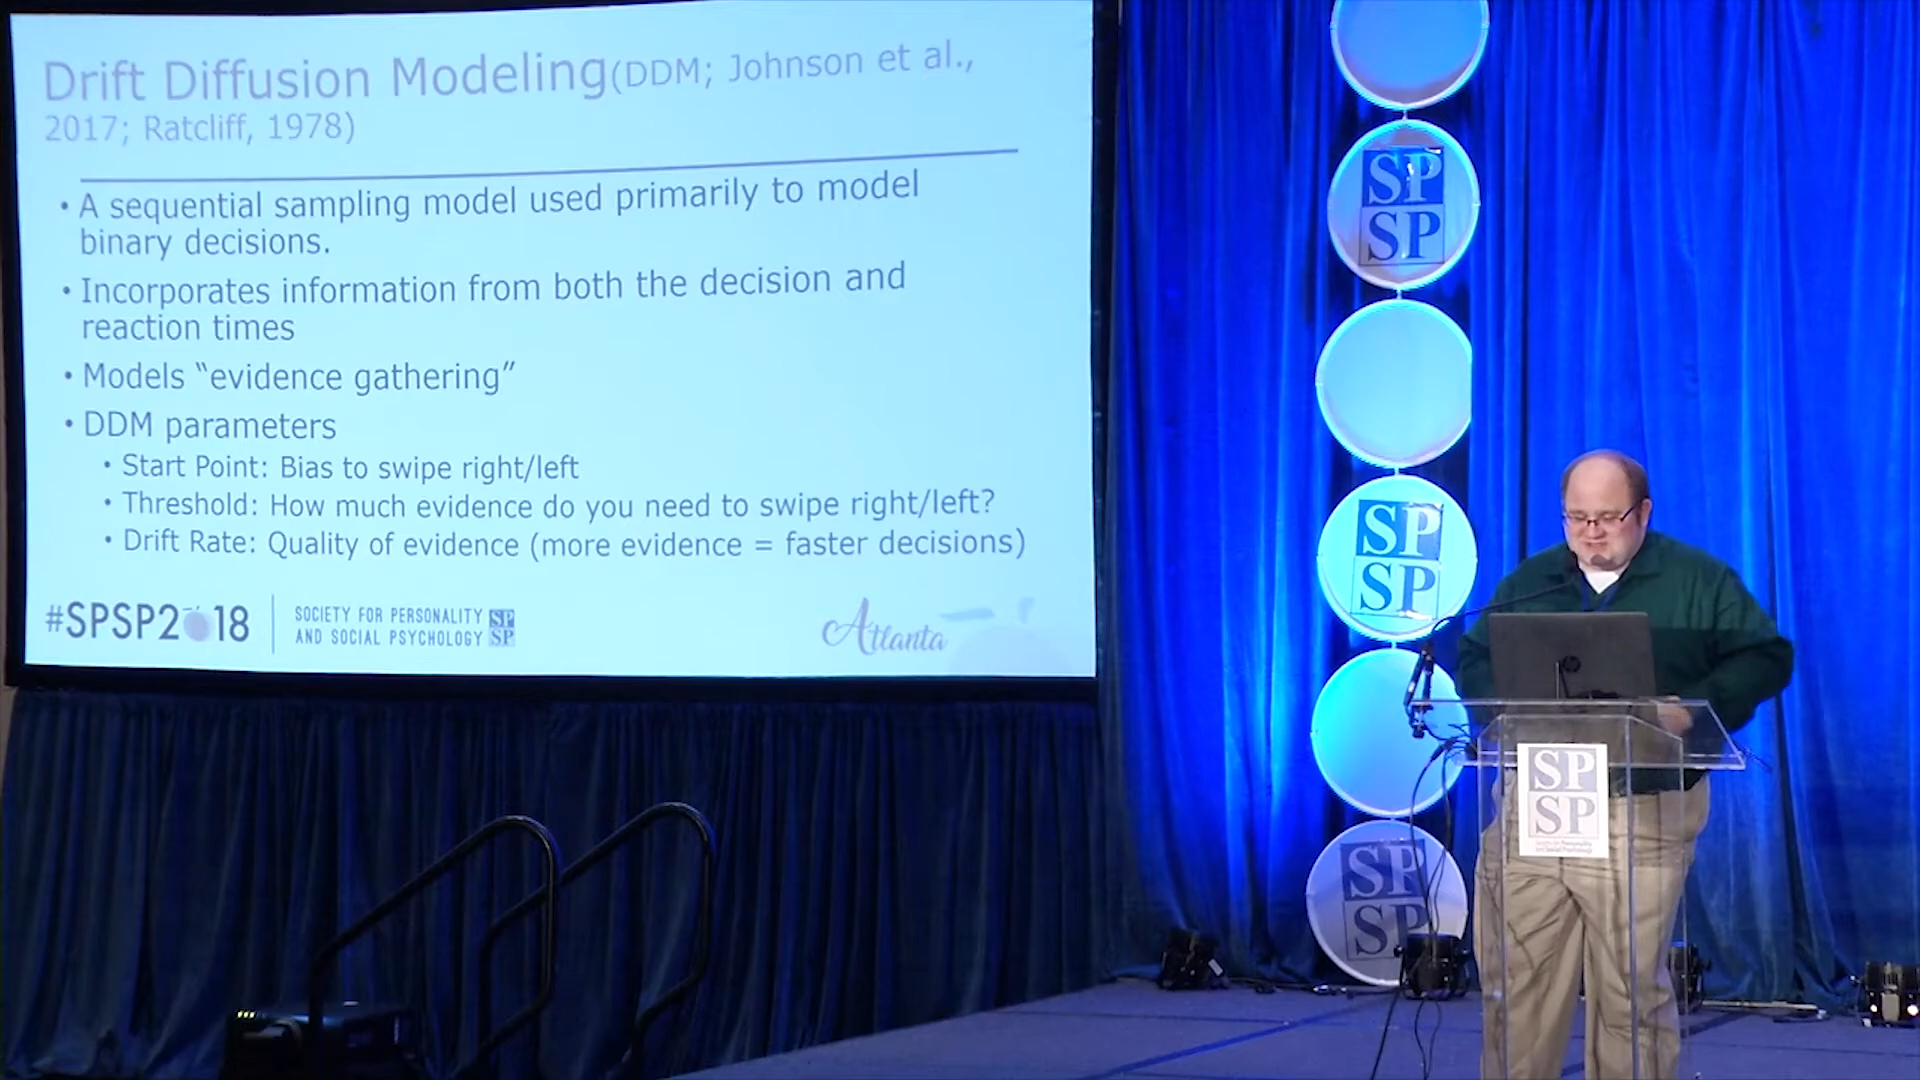 Drift Diffusion Modeling(DDM; Johnson et al.,
2017; Ratcliff, 1978)
• A sequential sampling model used primarily to model
binary decisions.
• Incorporates information from both the decision and
reaction times
• Models “evidence gathering”
• DDM parameters
• Start Point: Bias to swipe right/left
• Threshold: How much evidence do you need to swipe right/left?
• Drift Rate: Quality of evidence (more evidence = faster decisions)
#SPSP2018
SOCIETY FOR PERSONALITY
AND SOCIAL PSYCHOLOGY
SP
SP
Atlanta
SP
SP
SP
SP
SP
SP
SP
SP
hp